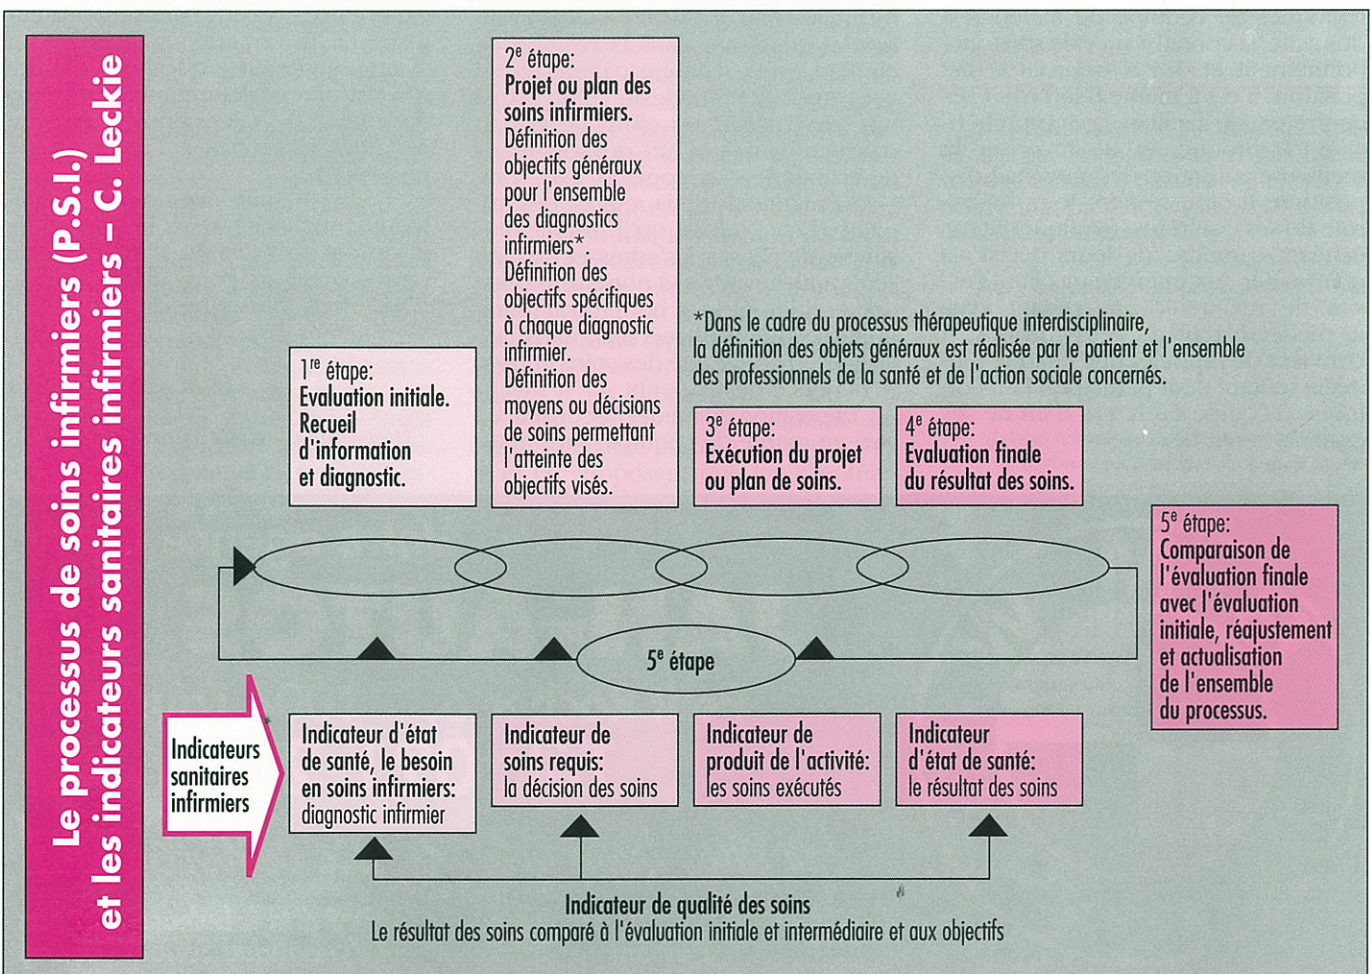 Le processus de soins infirmiers (P.S.I.)
et les indicateurs sanitaires infirmiers – C. Leckie
1re étape:
Evaluation initiale.
Recueil
d'information
et diagnostic.
2e étape:
Projet ou plan des
soins infirmiers.
Définition des
objectifs généraux
pour l'ensemble
des diagnostics
infirmiers*.
Définition des
objectifs spécifiques
à chaque diagnostic
infirmier.
Définition des
moyens ou décisions
de soins permettant
l'atteinte des
objectifs visés.
*Dans le cadre du processus thérapeutique interdisciplinaire,
la définition des objets généraux est réalisée par le patient et l'ensemble
des professionnels de la santé et de l'action sociale concernés.
3e étape:
Exécution du projet
ou plan de soins.
4e étape:
Evaluation finale
du résultat des soins.
5e étape:
Comparaison de
l'évaluation finale
avec l'évaluation
initiale, réajustement
et actualisation
de l'ensemble
du processus.
5e étape
Indicateurs
sanitaires
infirmiers
Indicateur d'état
de santé, le besoin
en soins infirmiers:
diagnostic infirmier
Indicateur de
soins requis:
la décision des soins
Indicateur de
produit de l'activité:
les soins exécutés
Indicateur
d'état de santé:
le résultat des soins
Indicateur de qualité des soins
Le résultat des soins comparé à l'évaluation initiale et intermédiaire et aux objectifs